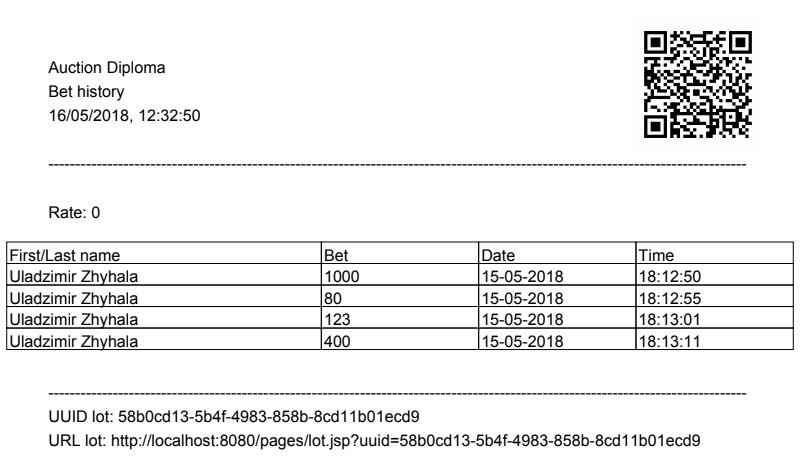 Auction Diploma
Bet history
16/05/2018, 12:32:50
Rate: 0
First/Last name Bet Date Time
Uladzimir Zhyhala 1000 15-05-2018 18:12:50
Uladzimir Zhyhala 80 15-05-2018 18:12:55
Uladzimir Zhyhala 123 15-05-2018 18:13:01
Uladzimir Zhyhala 400 15-05-2018 18:13:11
UUID lot: 58b0cd13-5b4f-4983-858b-8cd11b01ecd9
URL lot: http://localhost:8080/pages/lot.jsp?uuid=58b0cd13-5b4f-4983-858b-8cd11b01ecd9